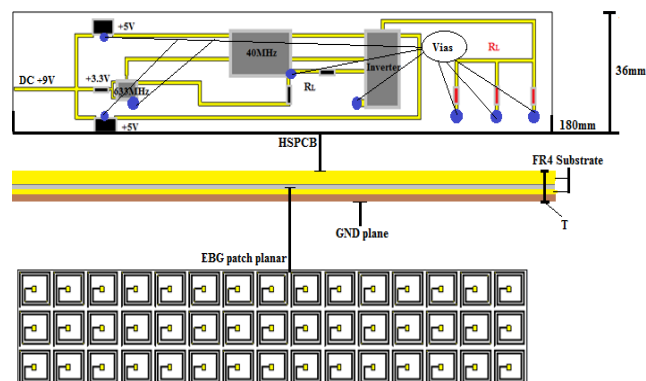 +5V
40MHz
Inverter
Vias
RL
36mm
DC +9V
+3.3V
633MHz
RL
+5V
180mm
HSPCB
FR4 Substrate
GND plane
T
EBG patch planar